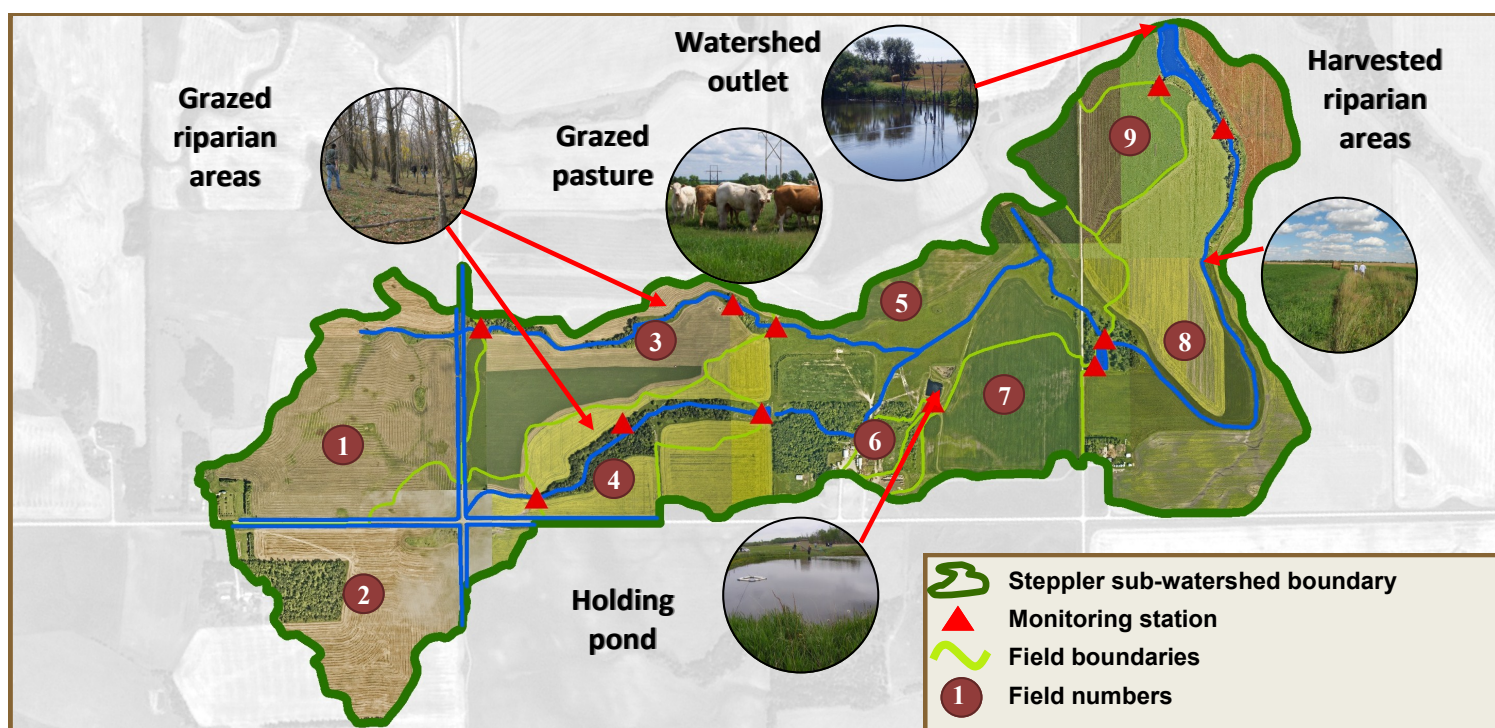 Watershed
outlet
Grazed
riparian
areas
Grazed
pasture
Harvested
riparian
areas
9
5
3
8
1
7
6
4
2
Holding
pond
Steppler sub-watershed boundary
Monitoring station
Field boundaries
1 Field numbers